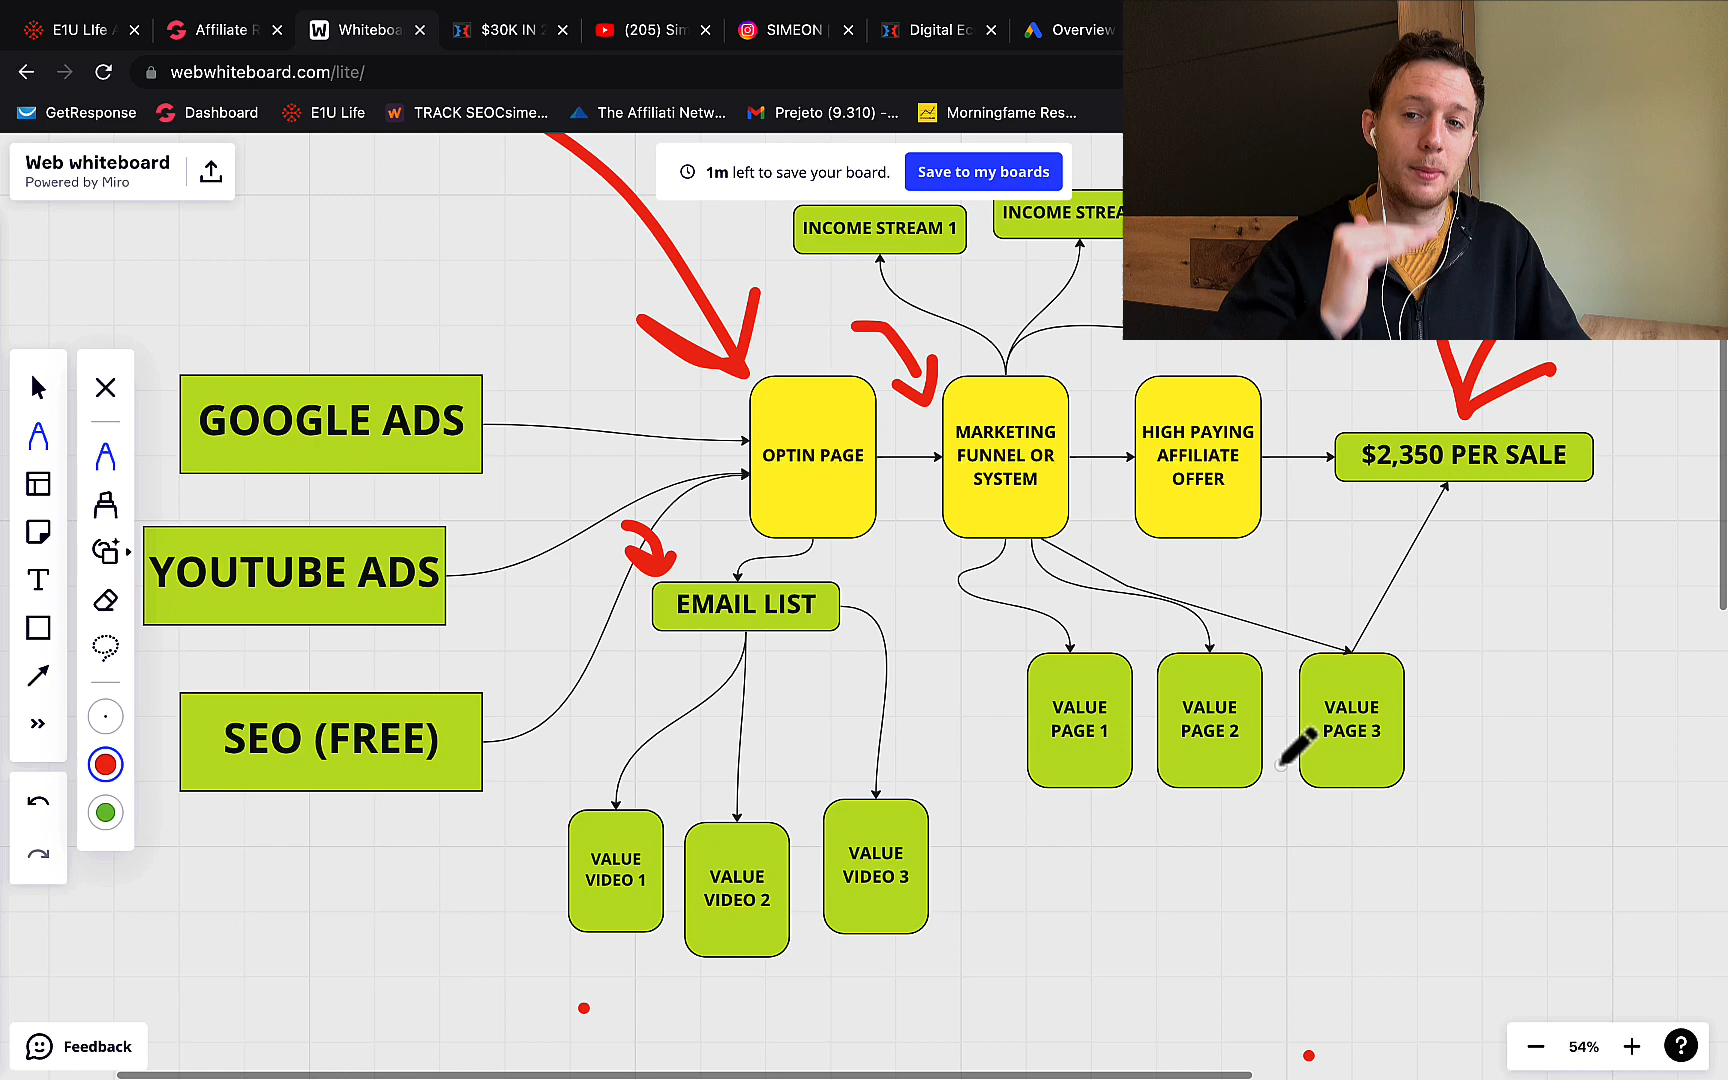 E1U LIfe A
Affiliate R
Whiteboa
$30K IN 2
(205) Sim
SIMEON |
Digital Ec
Overview
webwhiteboard.com/lite/
GetResponse
Dashboard
E1U Life
TRACK SEOCsime...
The Affiliati Netw...
Prejeto (9.310) -...
Morningfame Res...
Web whiteboard
Powered by Miro
1m left to save your board.
Save to my boards
INCOME STREAM 1
INCOME STREA
GOOGLE ADS
YOUTUBE ADS
SEO (FREE)
OPTIN PAGE
MARKETING
FUNNEL OR
SYSTEM
HIGH PAYING
AFFILIATE
OFFER
$2,350 PER SALE
EMAIL LIST
VALUE
PAGE 1
VALUE
PAGE 2
VALUE
PAGE 3
VALUE
VIDEO 1
VALUE
VIDEO 2
VALUE
VIDEO 3
Feedback
54%